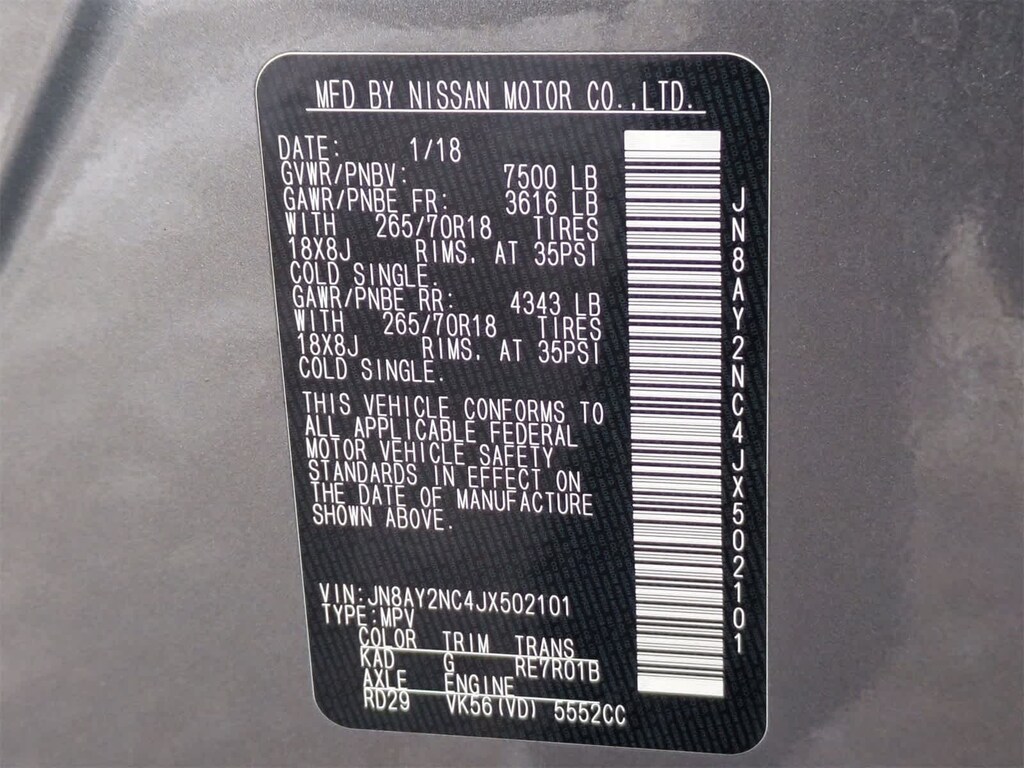 MFD BY NISSAN MOTOR CO.,LTD.
DATE: 1/18
GVWR/PNBV: 7500 LB
GAWR/PNBE FR: 3616 LB
WITH 265/70R18 TIRES
18X8J RIMS. AT 35PSI
COLD SINGLE.
GAWR/PNBE RR: 4343 LB
WITH 265/70R18 TIRES
18X8J RIMS. AT 35PSI
COLD SINGLE.
THIS VEHICLE CONFORMS TO
ALL APPLICABLE FEDERAL
MOTOR VEHICLE SAFETY
STANDARDS IN EFFECT ON
THE DATE OF MANUFACTURE
SHOWN ABOVE.
VIN:JN8AY2NC4JX502101
TYPE:MPV
COLOR TRIM TRANS
KAD G RE7R01B
AXLE ENGINE
RD29 VK56(VD) 5552CC
JN8AY2NC4JX502101